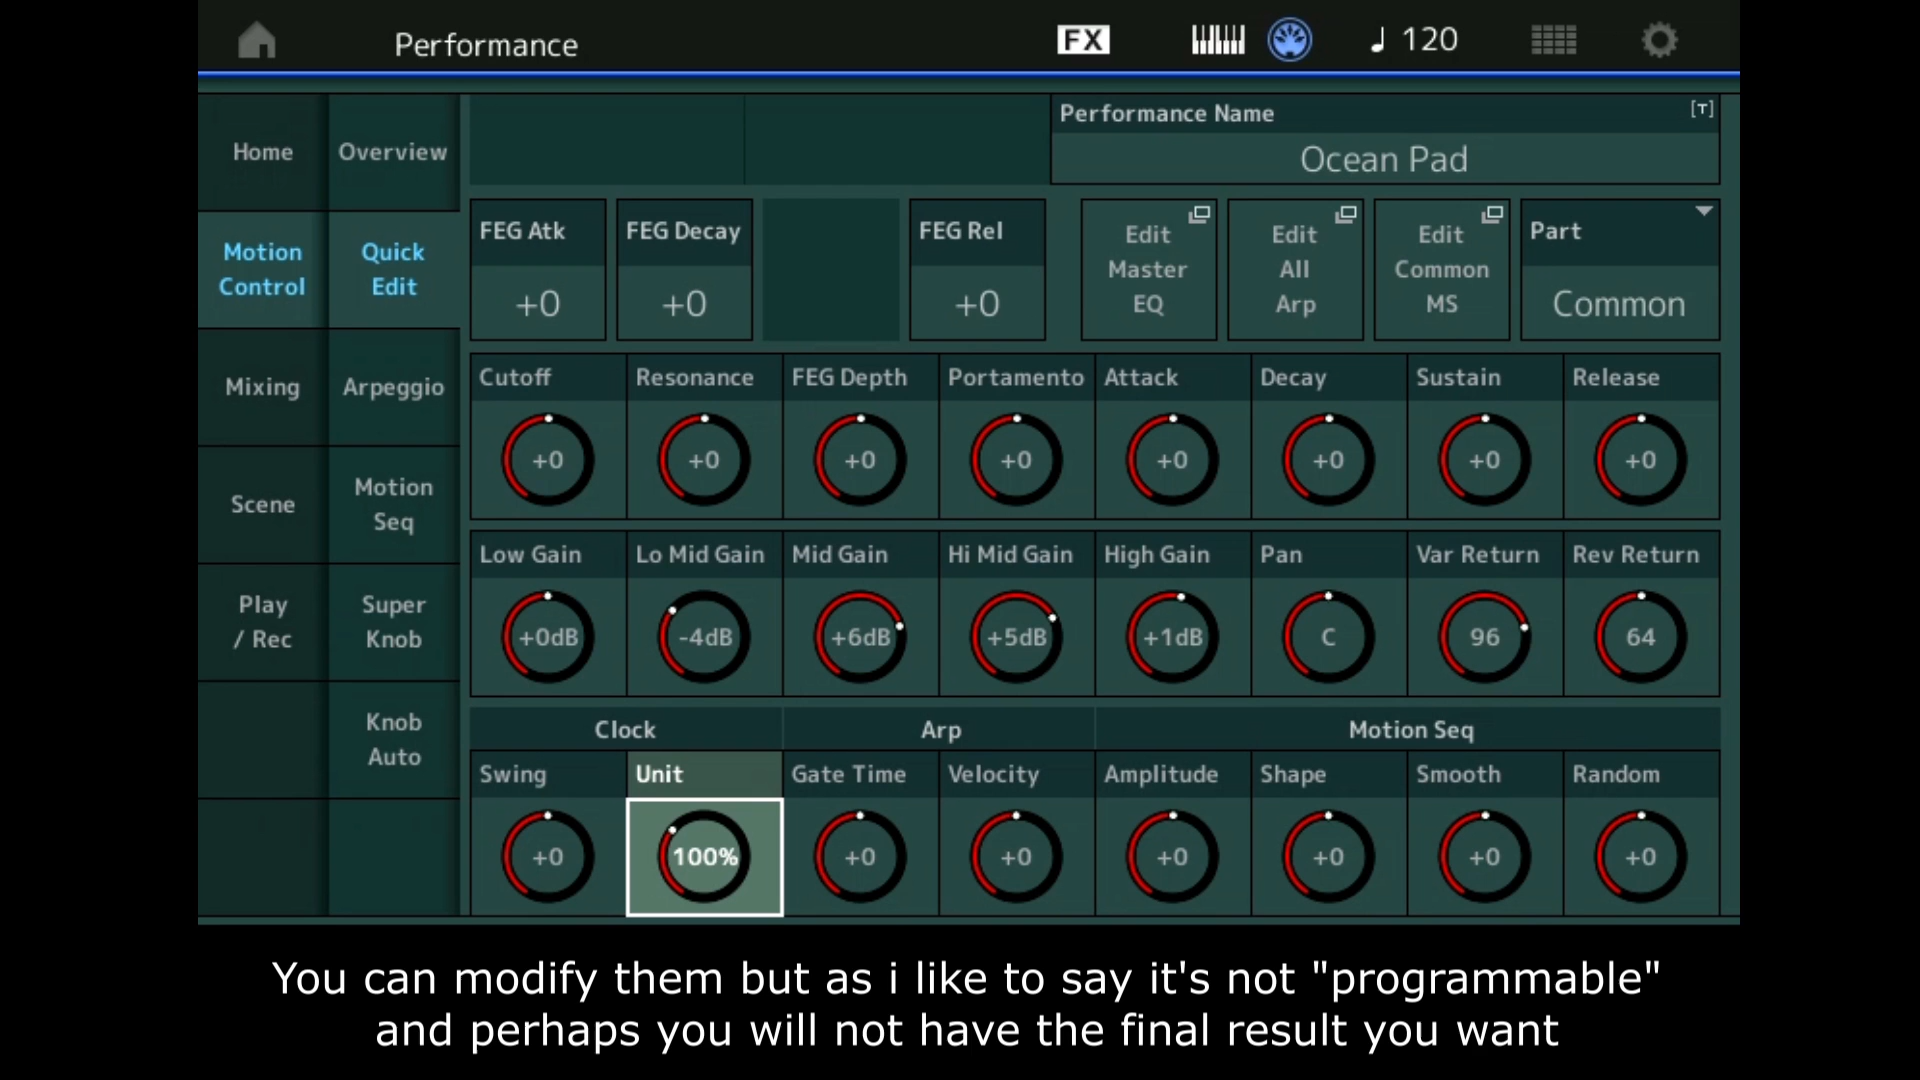 Performance
FX
120
Home
Overview
Performance Name
[T]
Ocean Pad
Motion
Control
Quick
Edit
FEG Atk
+0
FEG Decay
+0
FEG Rel
+0
Edit
Master
EQ
Edit
All
Arp
Edit
Common
MS
Part
Common
Mixing
Arpeggio
Scene
Motion
Seq
Play
/ Rec
Super
Knob
Knob
Auto
Cutoff
Resonance
FEG Depth
Portamento
Attack
Decay
Sustain
Release
+0
+0
+0
+0
+0
+0
+0
+0
Low Gain
Lo Mid Gain
Mid Gain
Hi Mid Gain
High Gain
Pan
Var Return
Rev Return
+0dB
-4dB
+6dB
+5dB
+1dB
C
96
64
Clock
Arp
Motion Seq
Swing
Unit
Gate Time
Velocity
Amplitude
Shape
Smooth
Random
+0
100%
+0
+0
+0
+0
+0
+0
You can modify them but as i like to say it's not "programmable"
and perhaps you will not have the final result you want